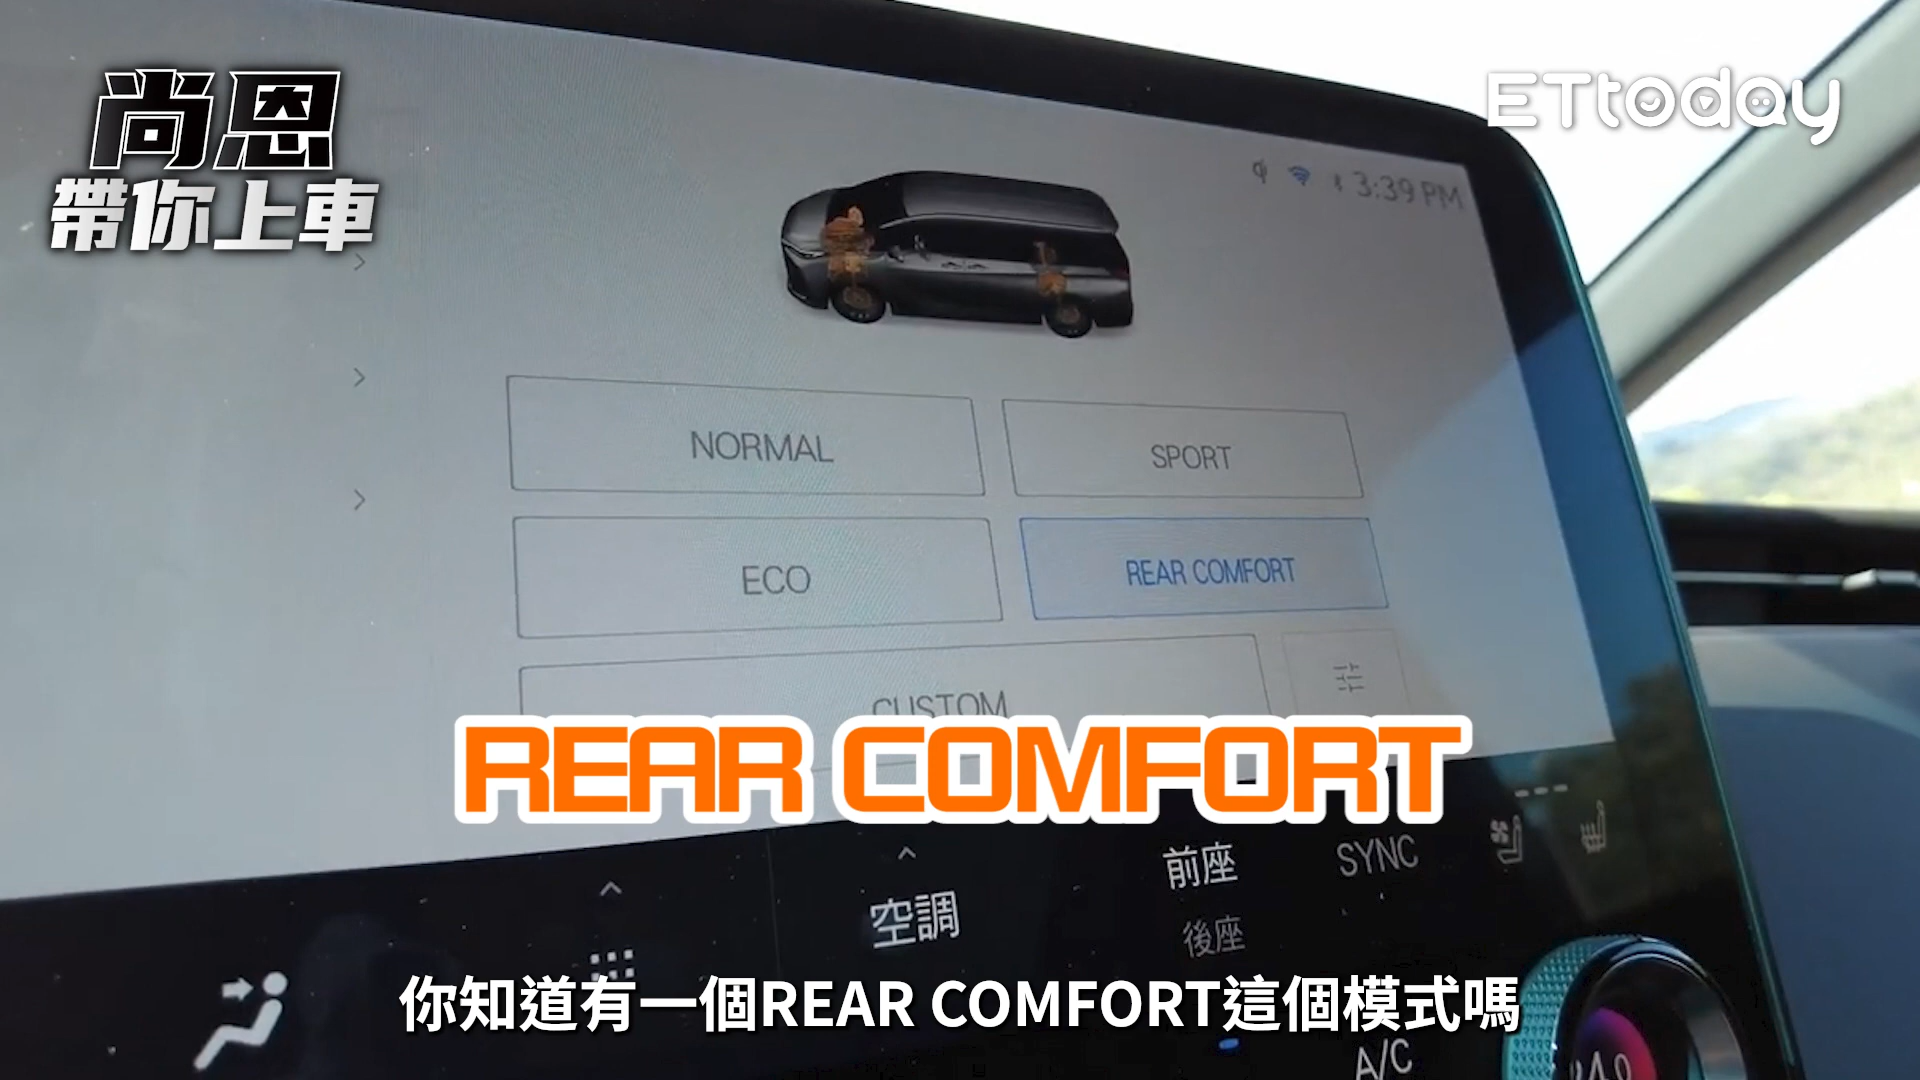 尚恩
帶你上車
ETtoday
3:39 PM
NORMAL
SPORT
ECO
REAR COMFORT
CUSTOM
REAR COMFORT
空調
前座
後座
SYNC
你知道有一個REAR COMFORT這個模式嗎
A/C